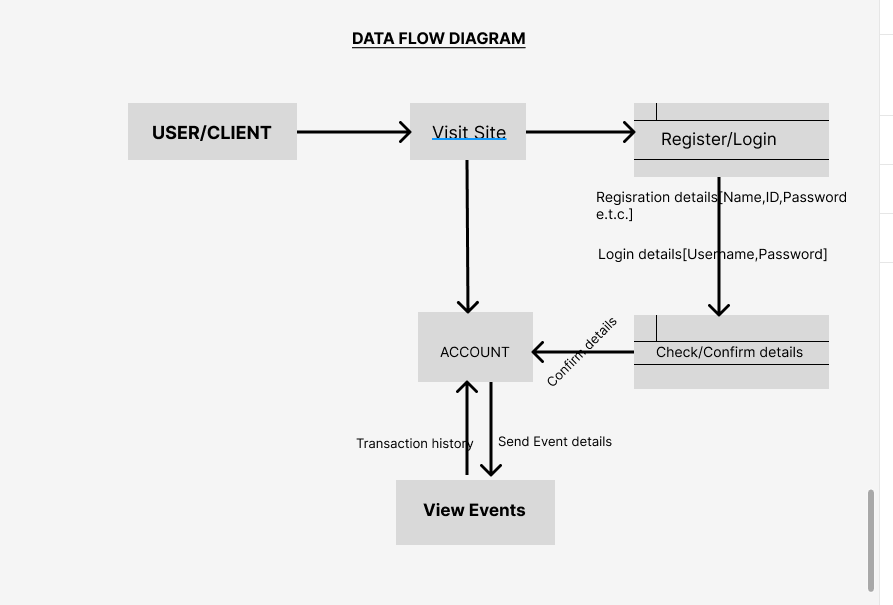 DATA FLOW DIAGRAM
USER/CLIENT
Visit Site
Register/Login
Regisration details[Name,ID,Password
e.t.c.]
Login details[Username,Password]
ACCOUNT
Confirm details
Check/Confirm details
Transaction history
Send Event details
View Events